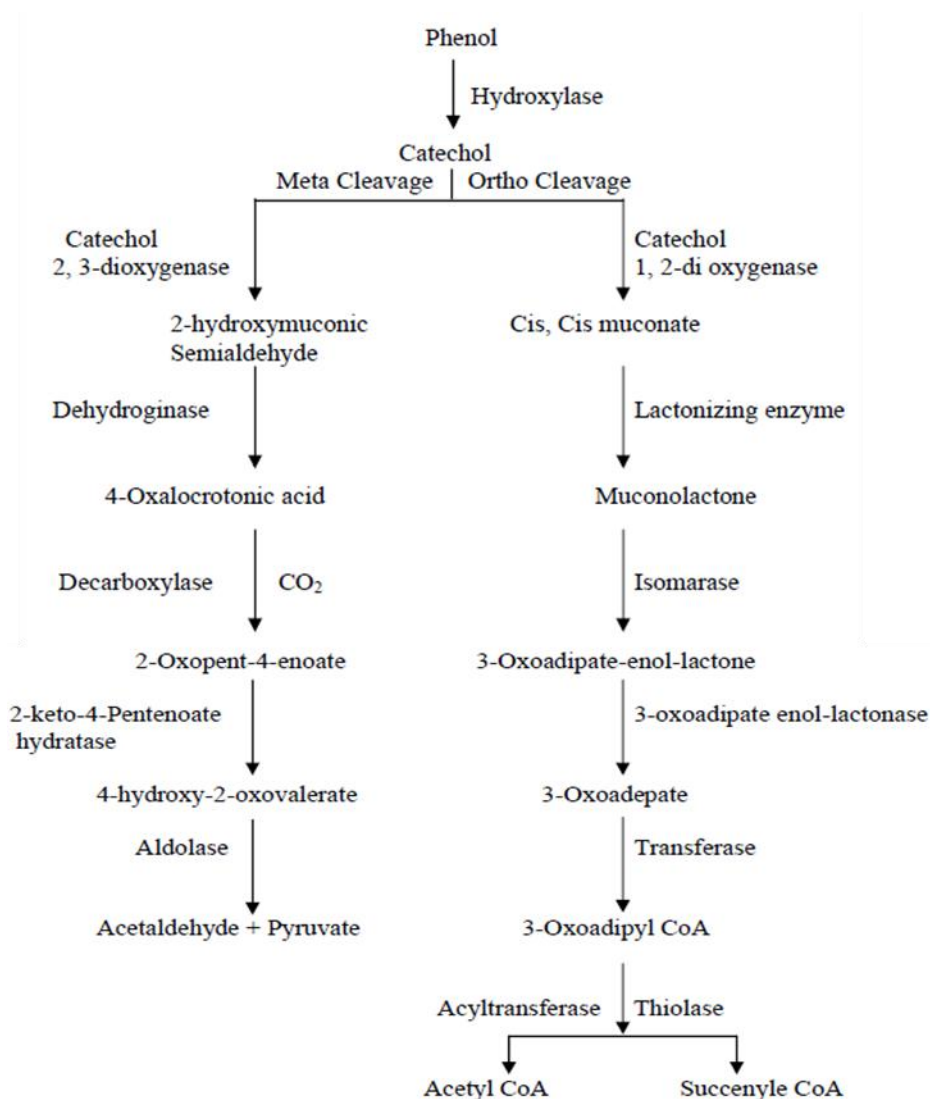 Phenol
Hydroxylase
Catechol
Meta Cleavage
Ortho Cleavage
Catechol
2, 3-dioxygenase
Catechol
1, 2-di oxygenase
2-hydroxymuconic
Semialdehyde
Cis, Cis muconate
Dehydroginase
Lactonizing enzyme
4-Oxalocrotonic acid
Muconolactone
Decarboxylase
CO₂
Isomarase
2-Oxopent-4-enoate
3-Oxoadipate-enol-lactone
2-keto-4-Pentenoate
hydratase
3-oxoadipate enol-lactonase
4-hydroxy-2-oxovalerate
3-Oxoadepate
Aldolase
Transferase
Acetaldehyde + Pyruvate
3-Oxoadipyl CoA
Acyltransferase
Thiolase
Acetyl CoA
Succenyle CoA